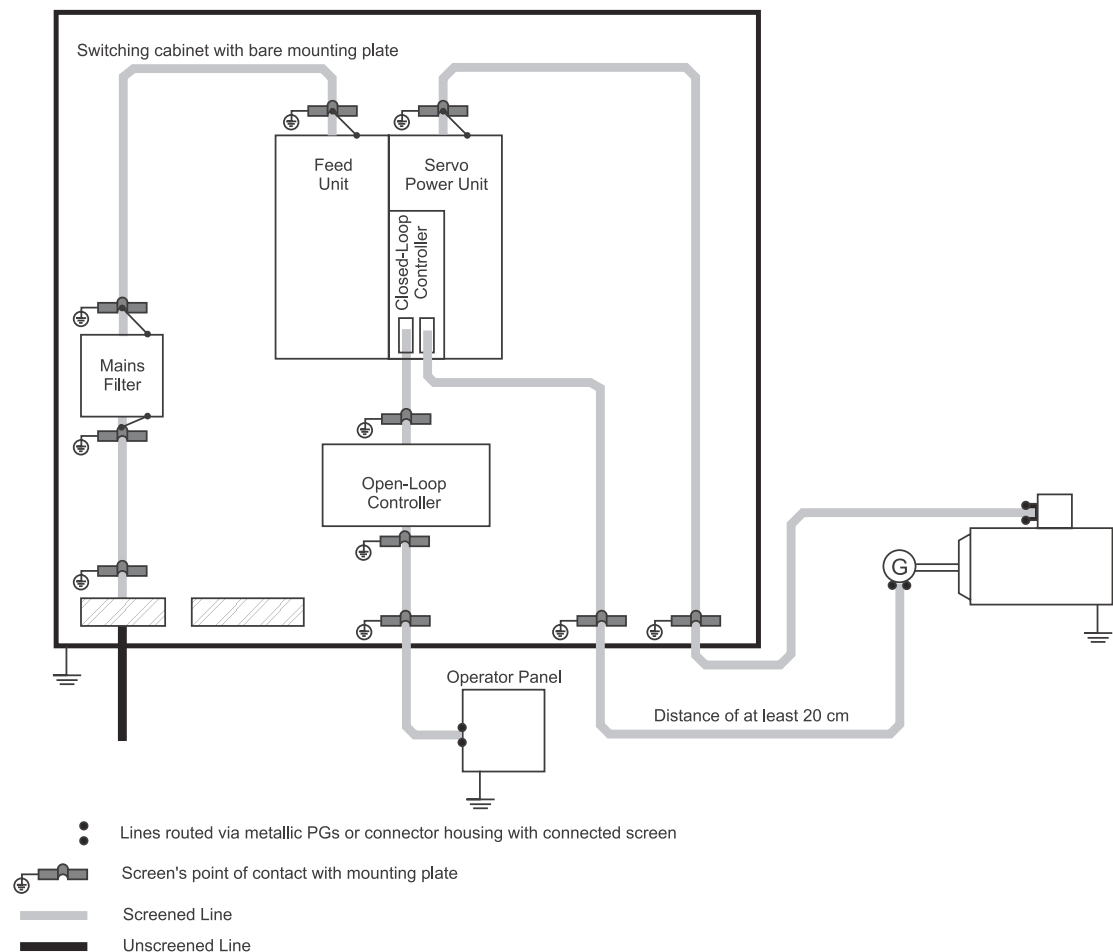 Switching cabinet with bare mounting plate
Feed
Unit
Servo
Power Unit
Closed-Loop
Controller
Mains
Filter
Open-Loop
Controller
G
Operator Panel
Distance of at least 20 cm
Lines routed via metallic PGs or connector housing with connected screen
Screen's point of contact with mounting plate
Screened Line
Unscreened Line